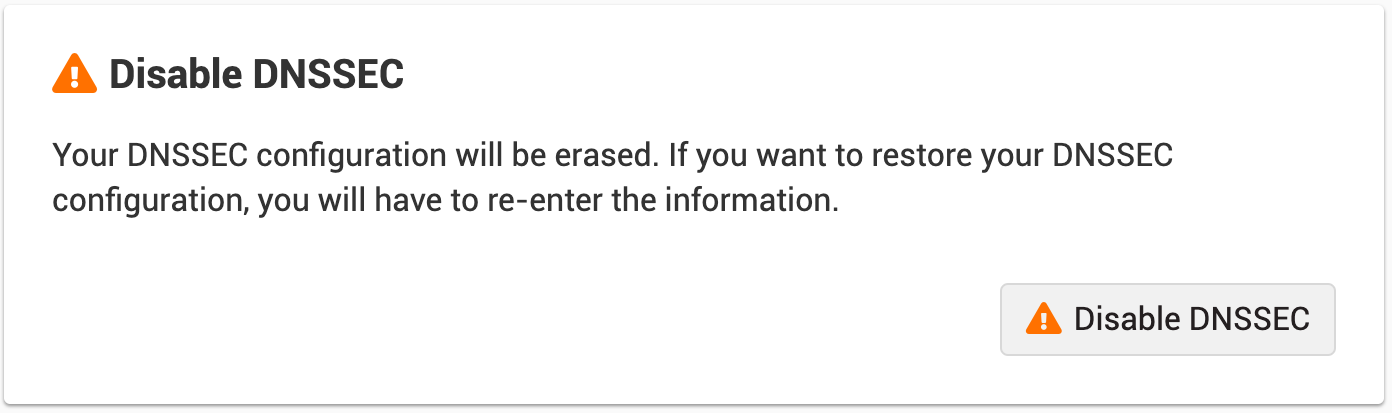 Disable DNSSEC
Your DNSSEC configuration will be erased. If you want to restore your DNSSEC
configuration, you will have to re-enter the information.
Disable DNSSEC